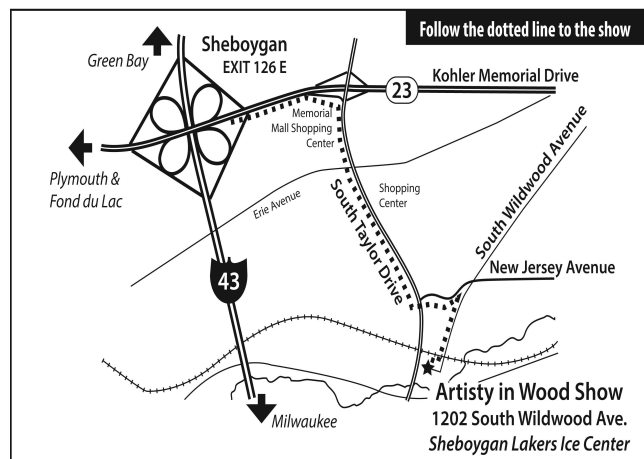 Follow the dotted line to the show
Sheboygan
EXIT 126 E
Green Bay
23
Kohler Memorial Drive
Memorial
Mall Shopping
Center
Plymouth &
Fond du Lac
Erie Avenue
Shopping
Center
South Taylor Drive
South Wildwood Avenue
New Jersey Avenue
43
Milwaukee
Artisty in Wood Show
1202 South Wildwood Ave.
Sheboygan Lakers Ice Center